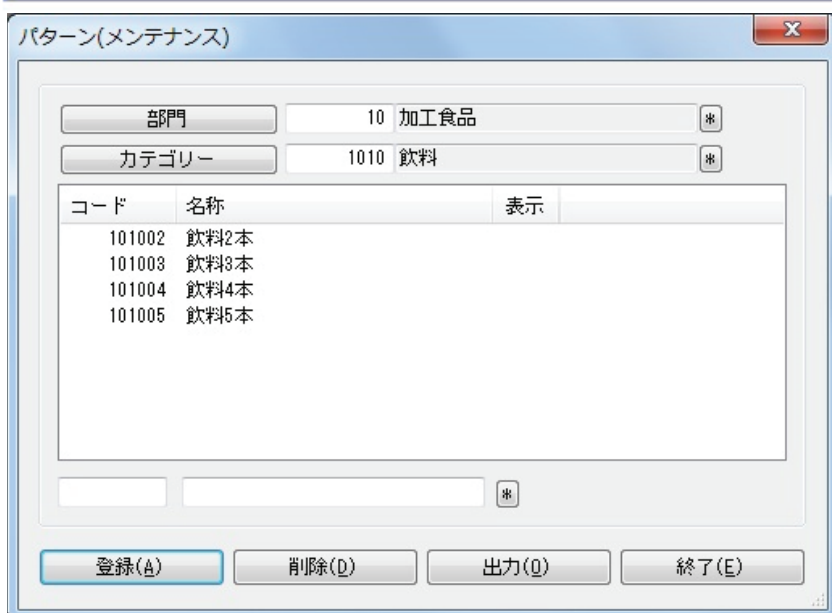 パターン(メンテナンス)
部門 10 加工食品 *
カテゴリー 1010 飲料 *
コード 名称 表示
101002 飲料2本
101003 飲料3本
101004 飲料4本
101005 飲料5本
*
登録(A) 削除(D) 出力(O) 終了(E)